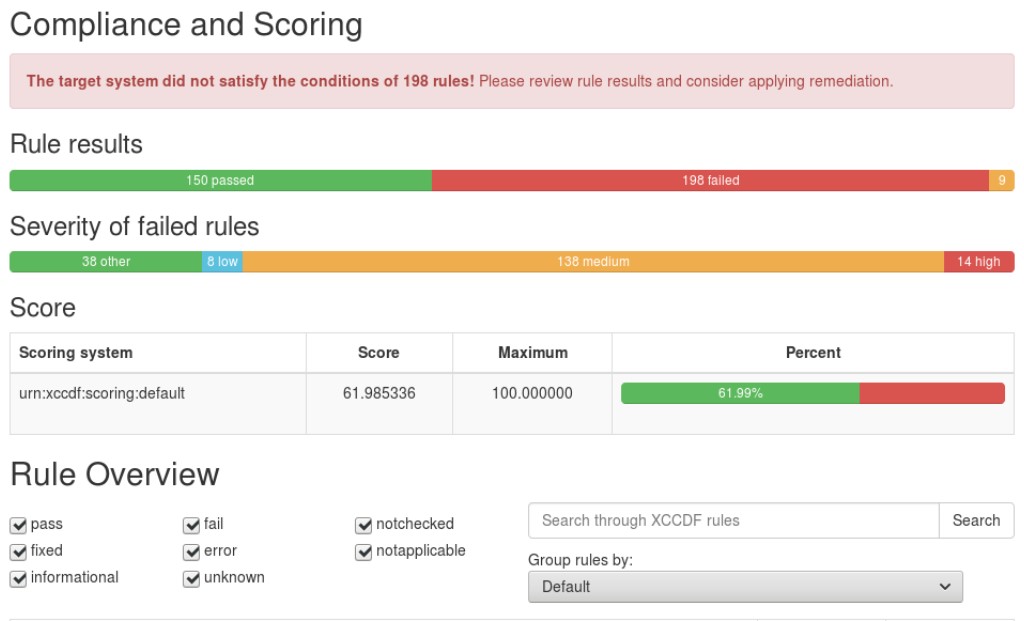 Compliance and Scoring
The target system did not satisfy the conditions of 198 rules! Please review rule results and consider applying remediation.
Rule results
150 passed 198 failed 9
Severity of failed rules
38 other 8 low 138 medium 14 high
Score
Scoring system Score Maximum Percent
urn:xccdf:scoring:default 61.985336 100.000000 61.99%
Rule Overview
pass fail notchecked
fixed error notapplicable
informational unknown
Search through XCCDF rules Search
Group rules by:
Default